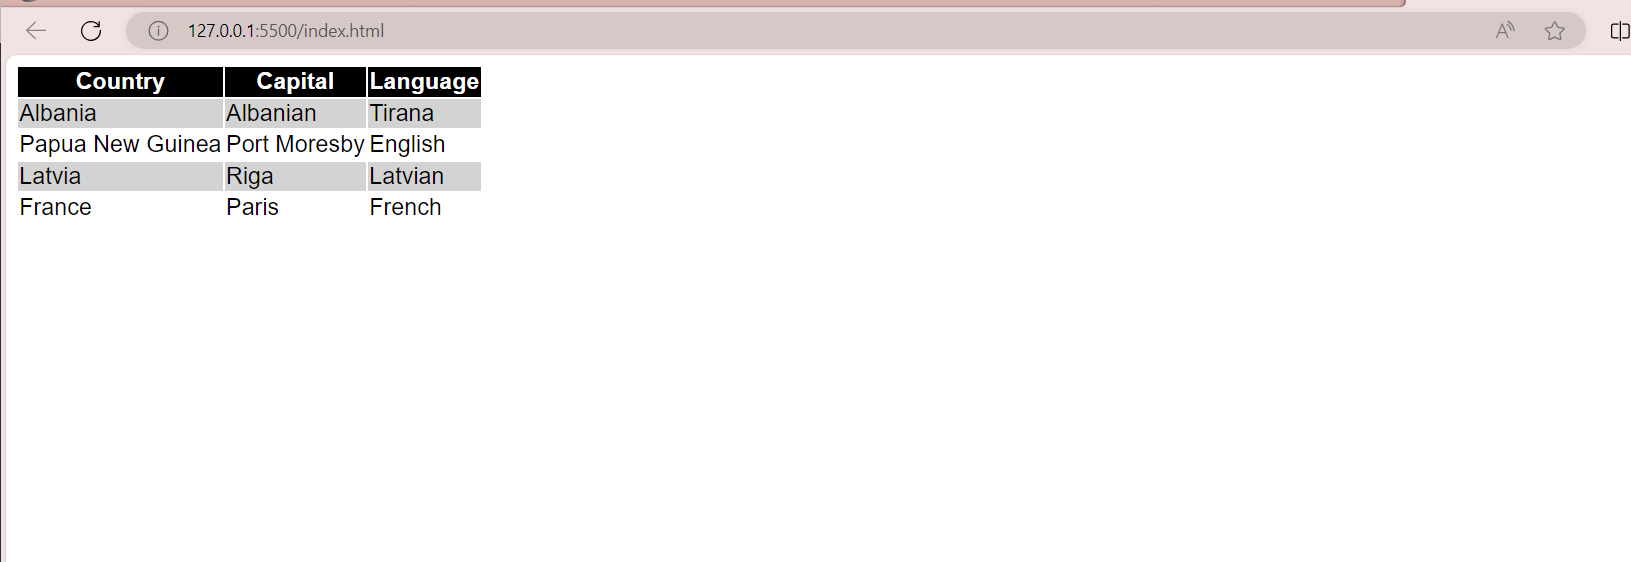 127.0.0.1:5500/index.html
Country Capital Language
Albania Albanian Tirana
Papua New Guinea Port Moresby English
Latvia Riga Latvian
France Paris French